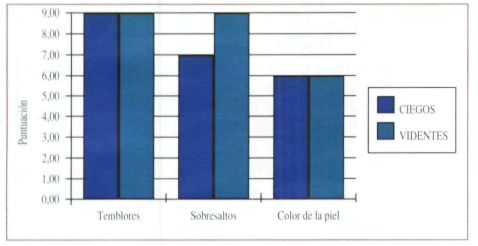 9,00
8,00
7,00
6,00
5,00
4,00
3,00
2,00
1,00
0,00
Puntuación
Temblores
Sobresaltos
Color de la piel
CIEGOS
VIDENTES